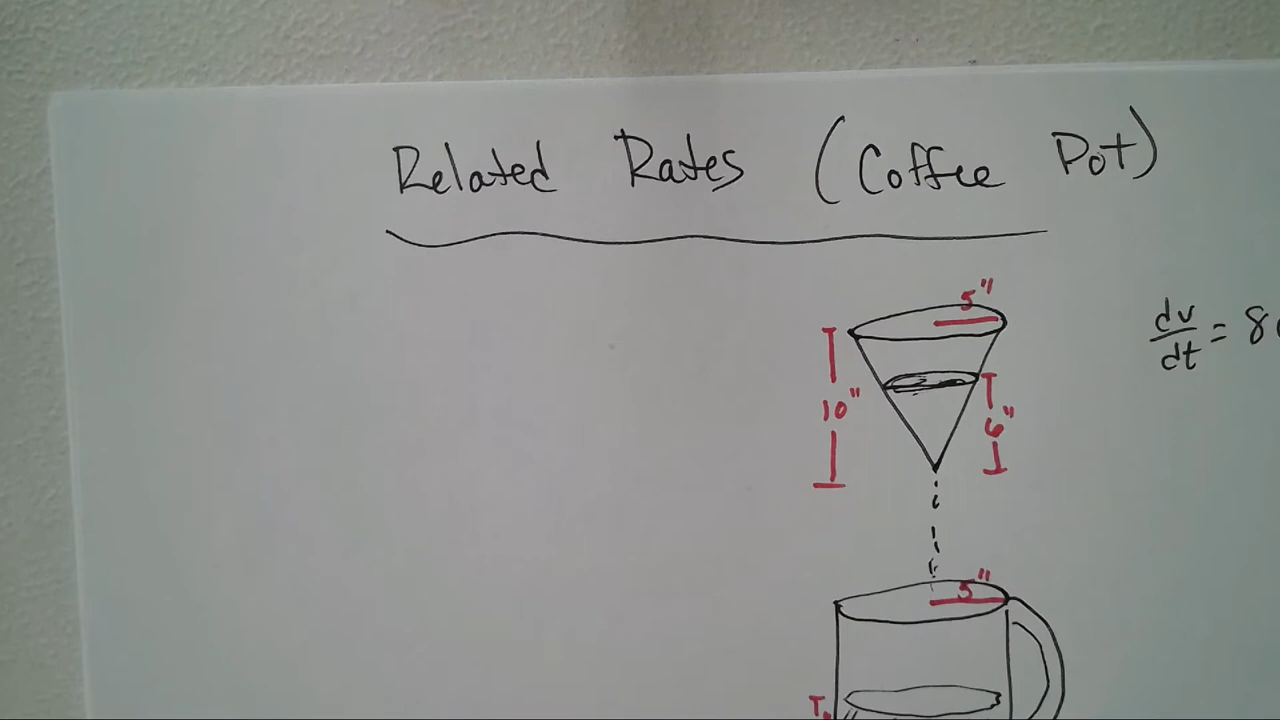 Related Rates (Coffee Pot)
5"
dv/dt = 8
10"
6"
5"